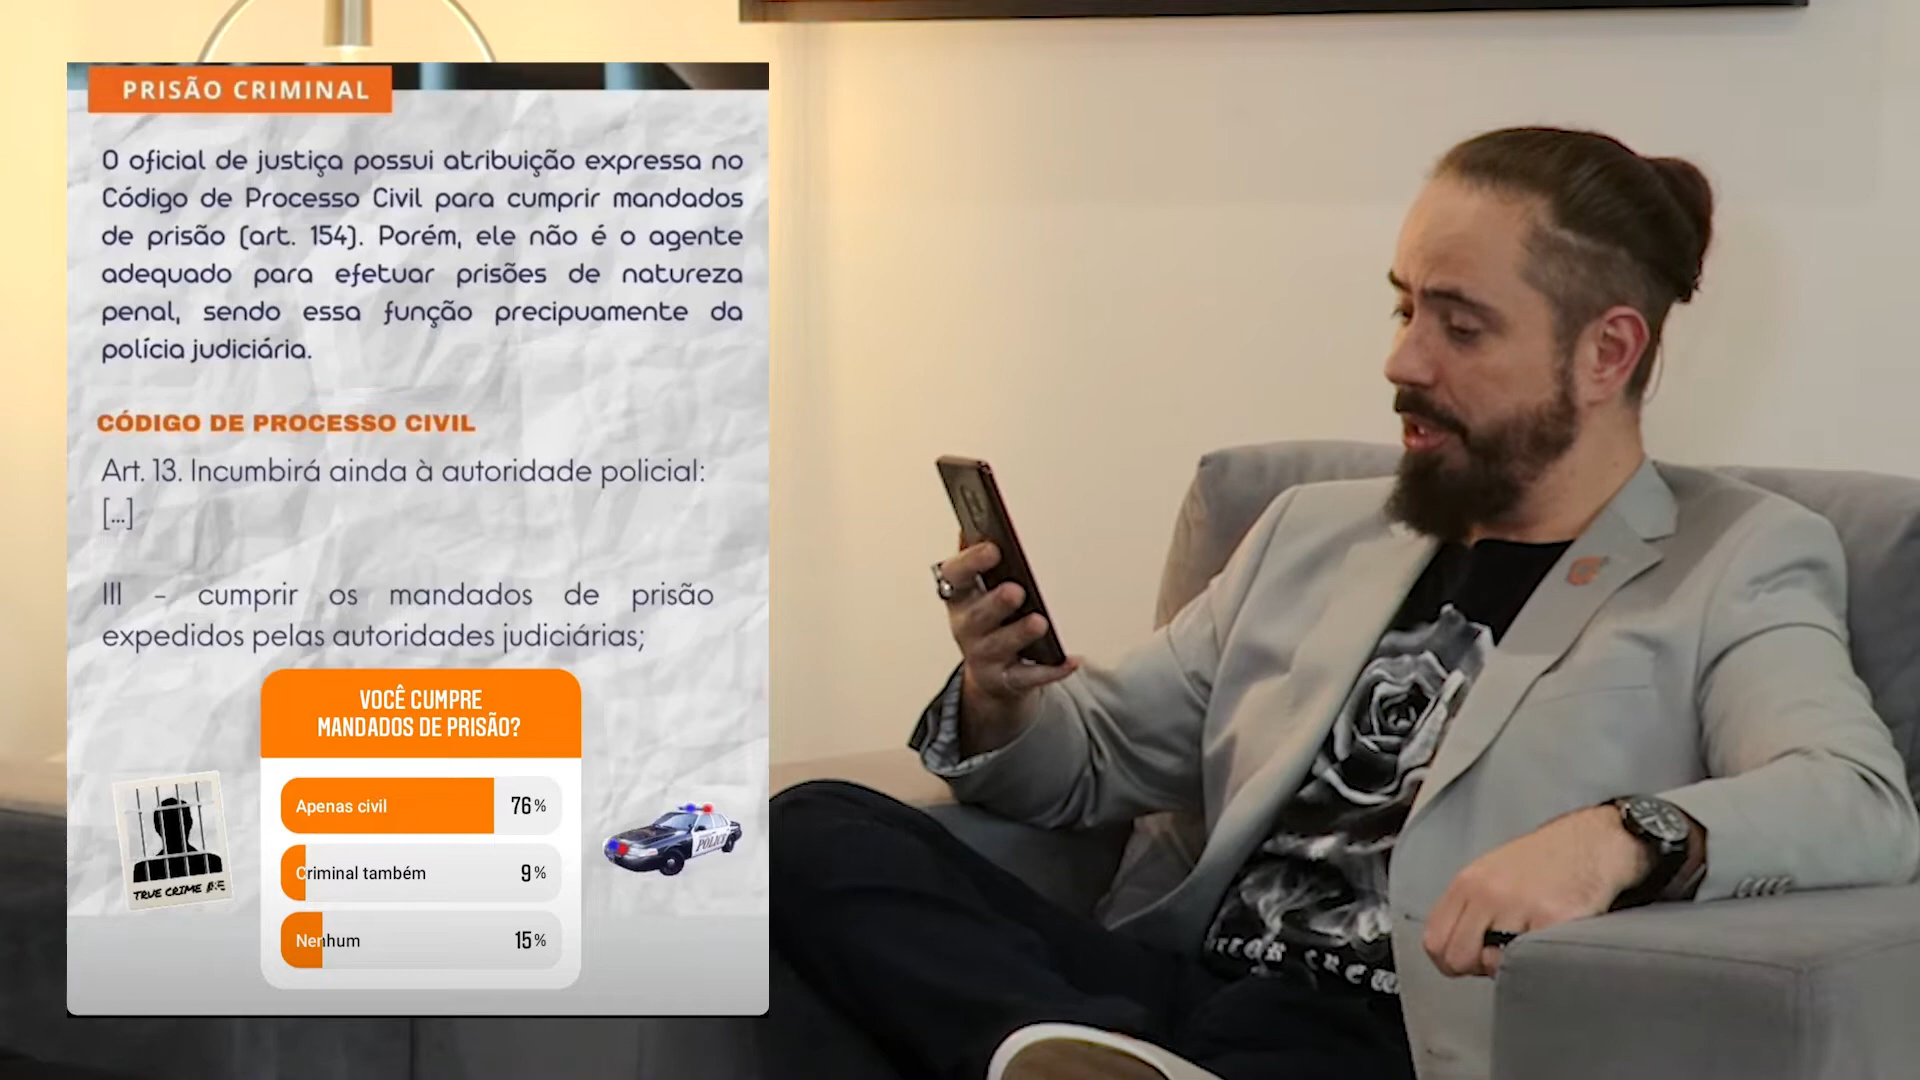 PRISÃO CRIMINAL
O oficial de justiça possui atribuição expressa no
Código de Processo Civil para cumprir mandados
de prisão (art. 154). Porém, ele não é o agente
adequado para efetuar prisões de natureza
penal, sendo essa função precipuamente da
polícia judiciária.
CÓDIGO DE PROCESSO CIVIL
Art. 13. Incumbirá ainda à autoridade policial:
[...]
III - cumprir os mandados de prisão
expedidos pelas autoridades judiciárias;
VOCÊ CUMPRE
MANDADOS DE PRISÃO?
Apenas civil 76%
Criminal também 9%
Nenhum 15%
TRUE CRIME
POLICE
CREW